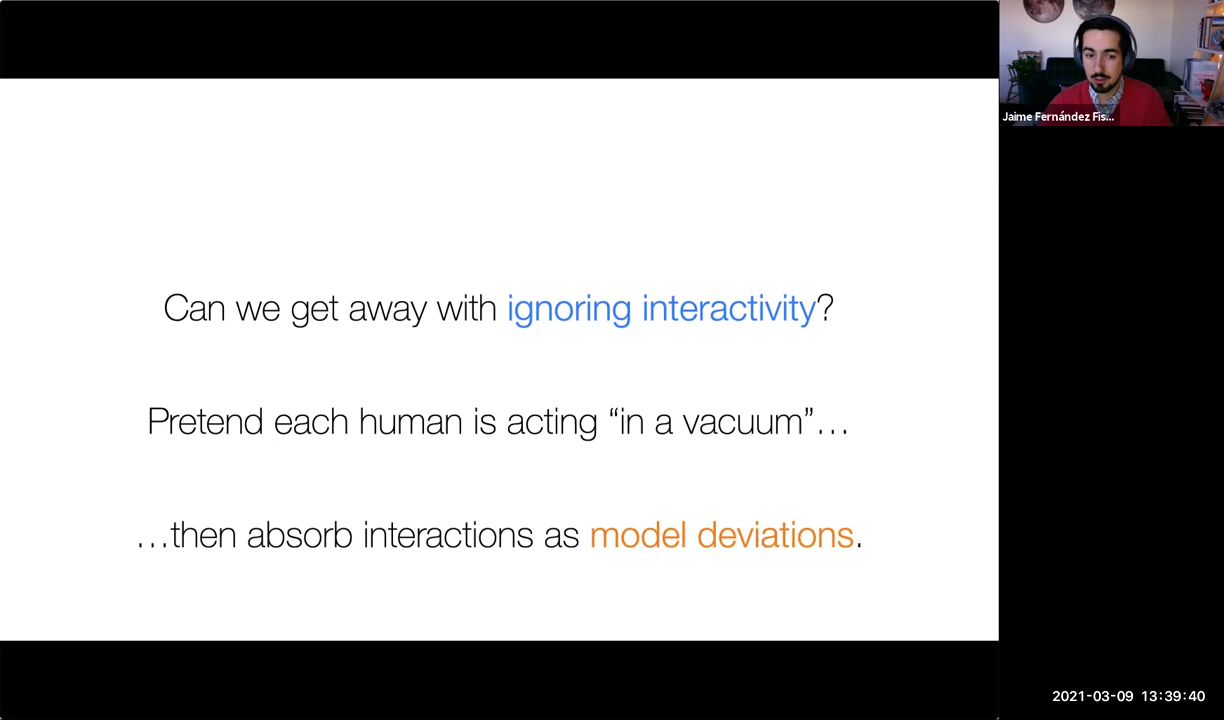 Can we get away with ignoring interactivity?
Pretend each human is acting “in a vacuum”…
…then absorb interactions as model deviations.
Jaime Fernández Fis...
2021-03-09 13:39:40